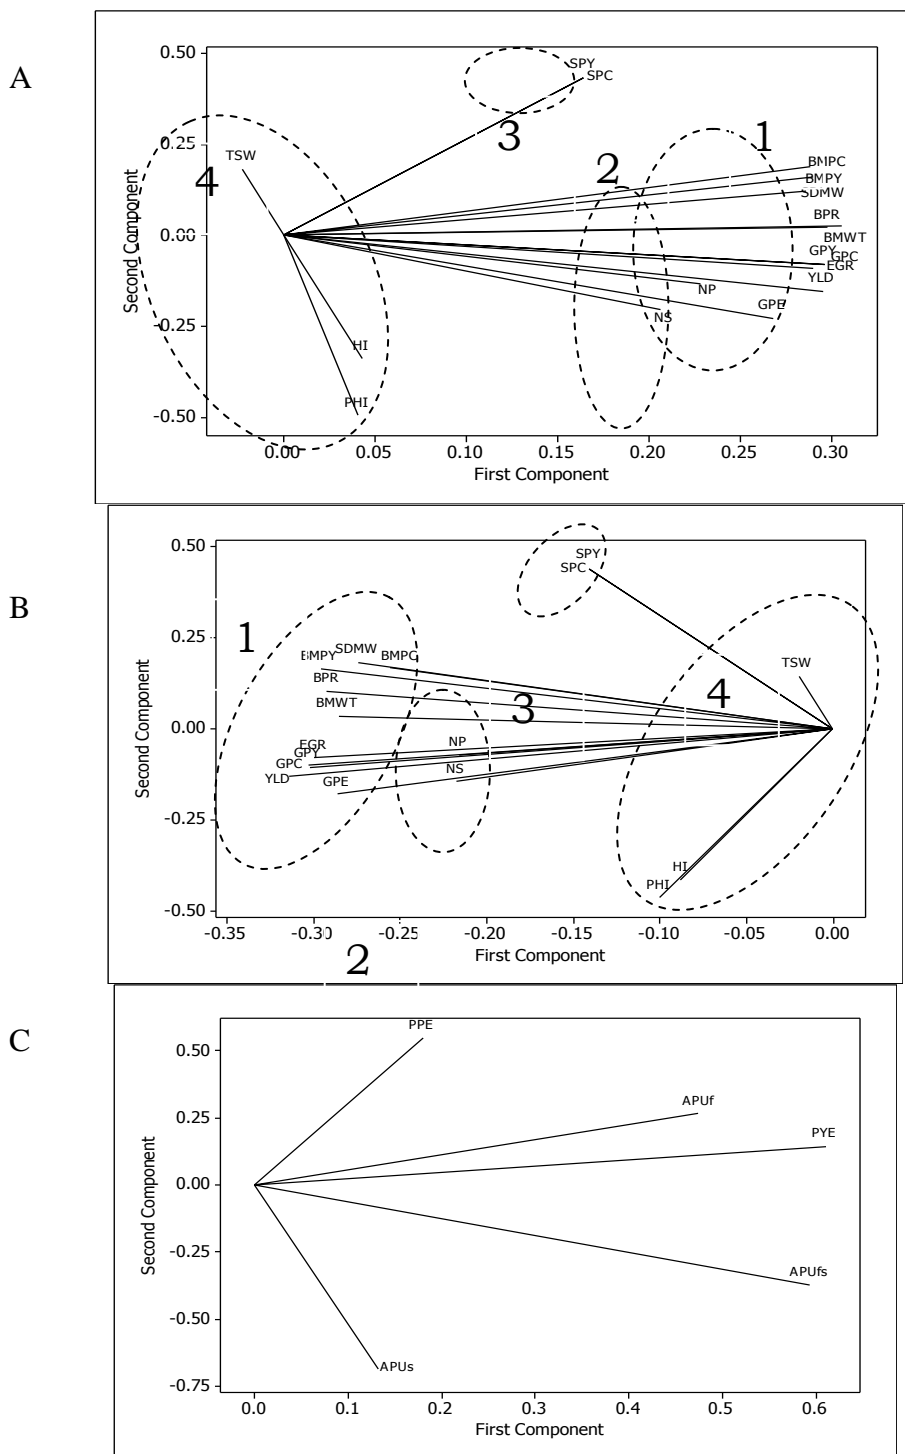 A
0.50
0.25
0.00
-0.25
-0.50
Second Component
SPY
SPC
3
1
2
4
TSW
BMPC
BMPY
SDMW
BPR
BMWT
GPY
GPC
EGR
YLD
NP
GPE
NS
HI
PHI
0.00 0.05 0.10 0.15 0.20 0.25 0.30
First Component
B
0.50
0.25
0.00
-0.25
-0.50
Second Component
SPY
SPC
1
SDMW
BMPY
BMPC
TSW
BPR
4
BMWT
3
NP
EGR
GPY
GPC
NS
YLD
GPE
HI
PHI
-0.35 -0.30 -0.25 -0.20 -0.15 -0.10 -0.05 0.00
First Component
2
C
0.50
0.25
0.00
-0.25
-0.50
-0.75
Second Component
PPE
APUf
PYE
APUfs
APUs
0.0 0.1 0.2 0.3 0.4 0.5 0.6
First Component